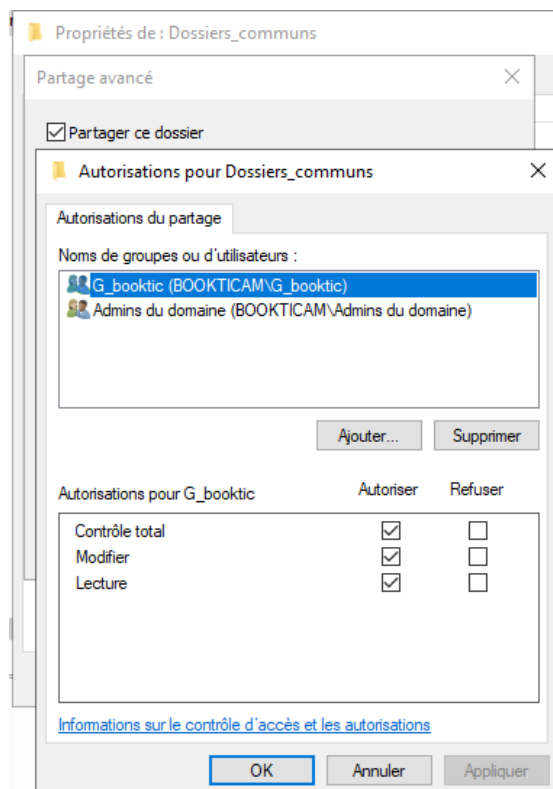 Propriétés de : Dossiers_communs
Partage avancé
Partager ce dossier
Autorisations pour Dossiers_communs
Autorisations du partage
Noms de groupes ou d'utilisateurs :
G_booktic (BOOKTICAM\G_booktic)
Admins du domaine (BOOKTICAM\Admins du domaine)
Ajouter... Supprimer
Autorisations pour G_booktic Autoriser Refuser
Contrôle total
Modifier
Lecture
Informations sur le contrôle d'accès et les autorisations
OK Annuler Appliquer